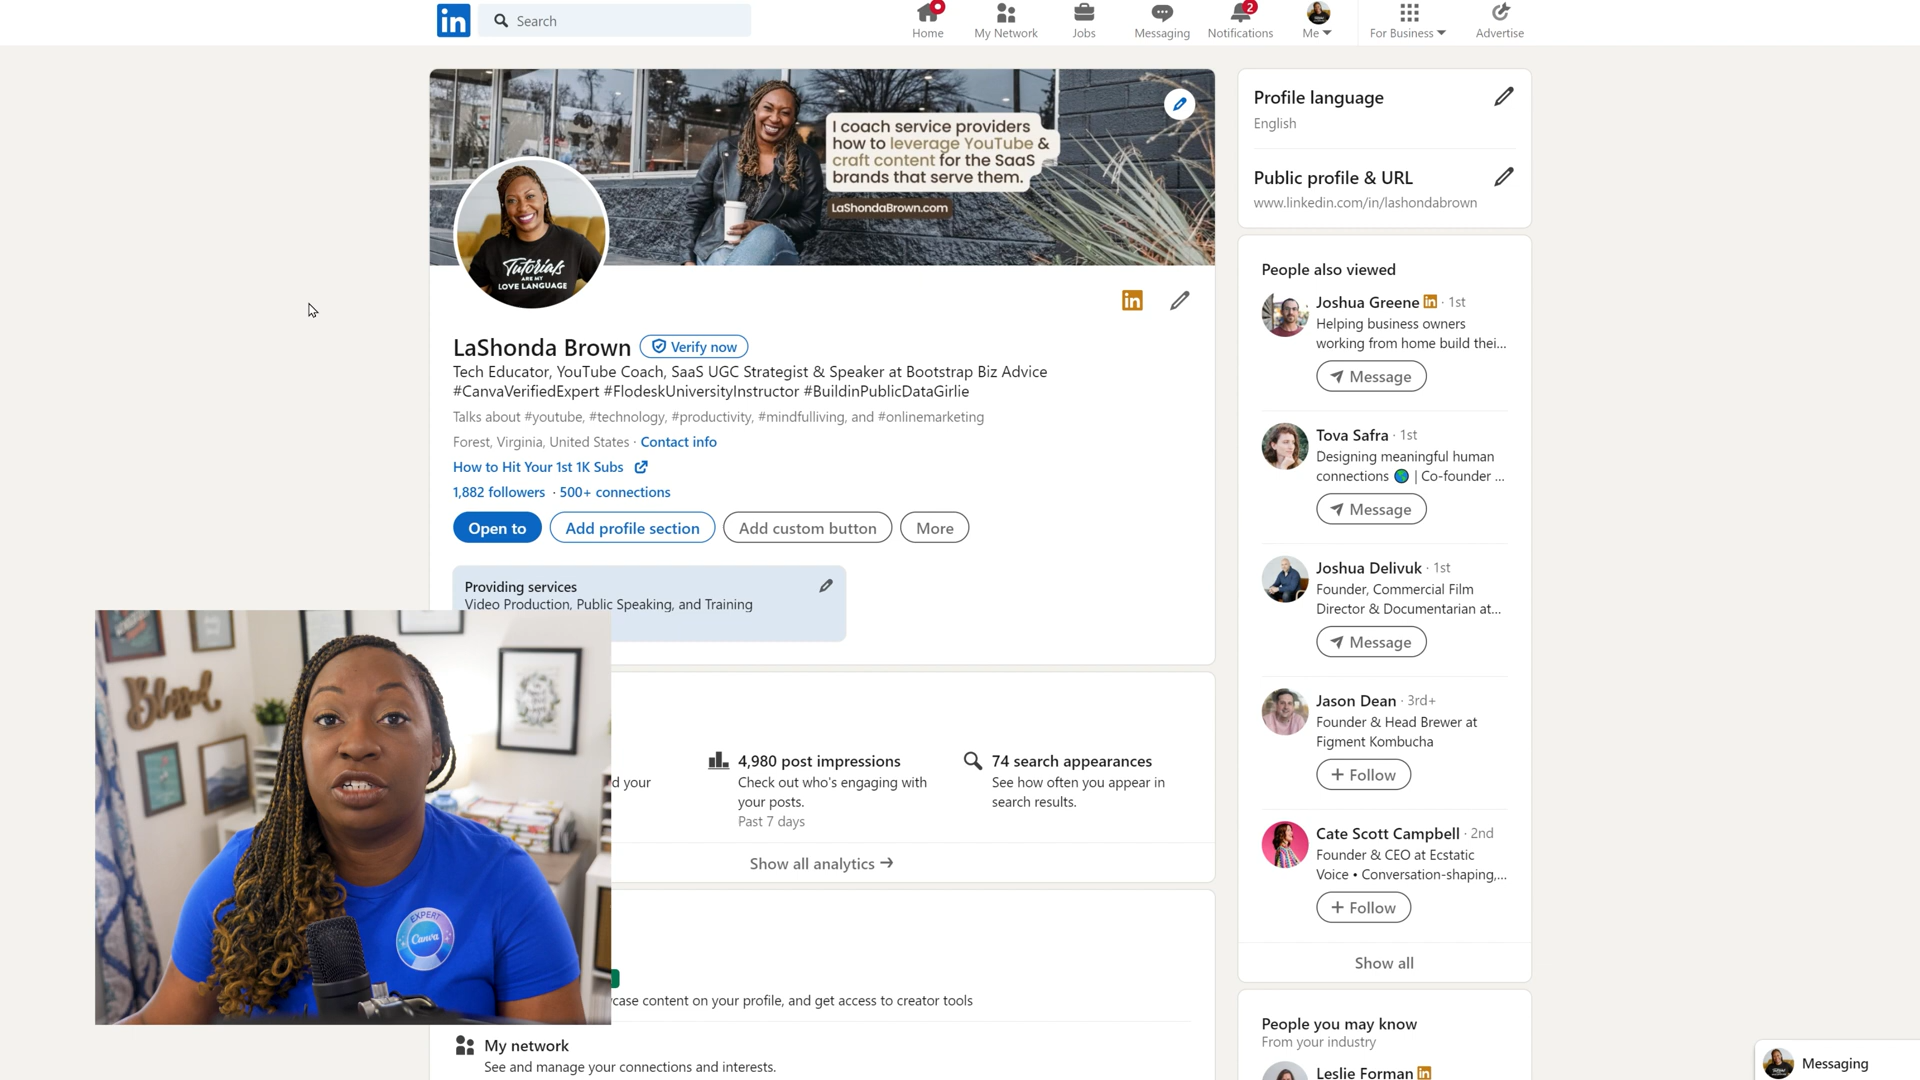 in
Search
Home
My Network
Jobs
Messaging
2
Notifications
Me
For Business
Advertise
I coach service providers
how to leverage YouTube &
craft content for the SaaS
brands that serve them.
LaShondaBrown.com
Tutorials
ARE MY
LOVE LANGUAGE
in
LaShonda Brown
Verify now
Tech Educator, YouTube Coach, SaaS UGC Strategist & Speaker at Bootstrap Biz Advice
#CanvaVerifiedExpert #FlodeskUniversityInstructor #BuildinPublicDataGirlie
Talks about #youtube, #technology, #productivity, #mindfulliving, and #onlinemarketing
Forest, Virginia, United States · Contact info
How to Hit Your 1st 1K Subs
1,882 followers · 500+ connections
Open to
Add profile section
Add custom button
More
Providing services
Video Production, Public Speaking, and Training
Blessed
EXPERT
Canva
d your
4,980 post impressions
Check out who's engaging with
your posts.
Past 7 days
74 search appearances
See how often you appear in
search results.
Show all analytics →
case content on your profile, and get access to creator tools
My network
See and manage your connections and interests.
Profile language
English
Public profile & URL
www.linkedin.com/in/lashondabrown
People also viewed
Joshua Greene in · 1st
Helping business owners
working from home build thei...
Message
Tova Safra · 1st
Designing meaningful human
connections 🌎 | Co-founder ...
Message
Joshua Delivuk · 1st
Founder, Commercial Film
Director & Documentarian at...
Message
Jason Dean · 3rd+
Founder & Head Brewer at
Figment Kombucha
+ Follow
Cate Scott Campbell · 2nd
Founder & CEO at Ecstatic
Voice • Conversation-shaping,...
+ Follow
Show all
People you may know
From your industry
Leslie Forman in
Messaging